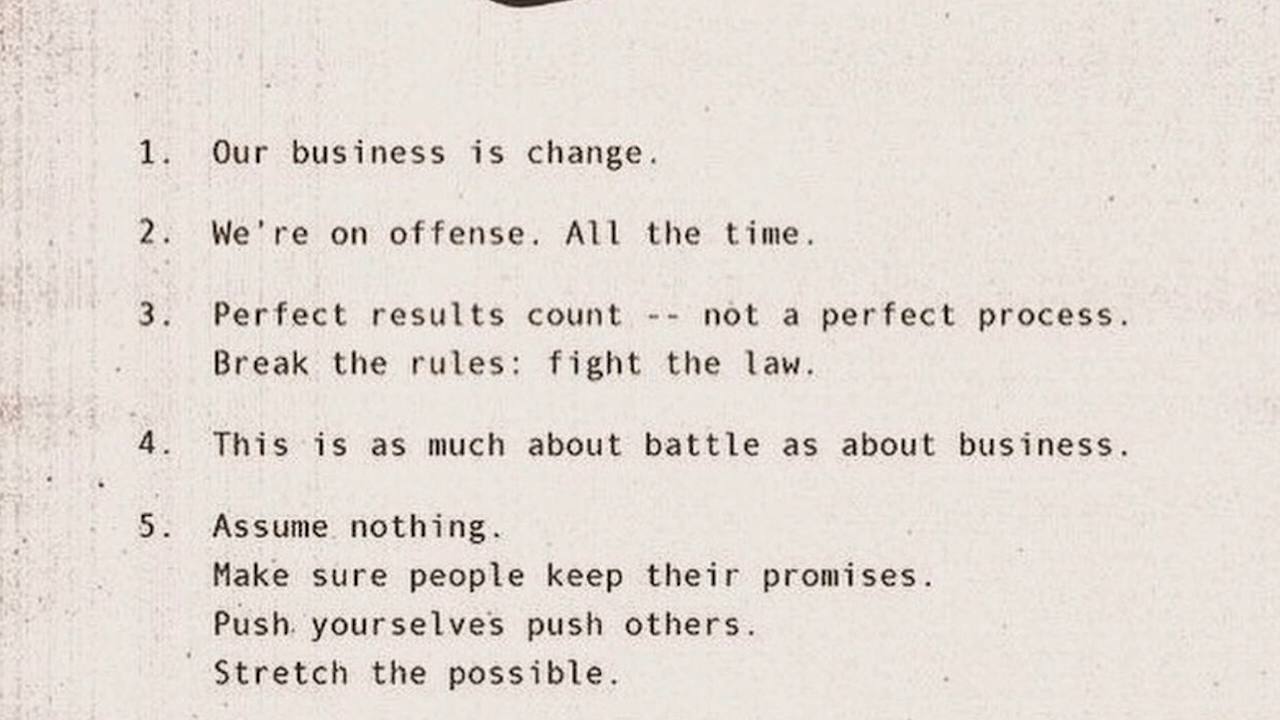 1. Our business is change.
2. We're on offense. All the time.
3. Perfect results count -- not a perfect process.
Break the rules: fight the law.
4. This is as much about battle as about business.
5. Assume nothing.
Make sure people keep their promises.
Push yourselves push others.
Stretch the possible.